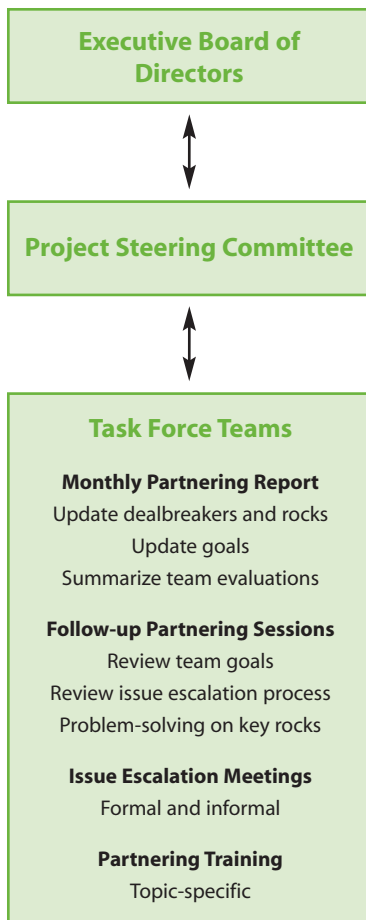 Executive Board of
Directors
Project Steering Committee
Task Force Teams
Monthly Partnering Report
Update dealbreakers and rocks
Update goals
Summarize team evaluations
Follow-up Partnering Sessions
Review team goals
Review issue escalation process
Problem-solving on key rocks
Issue Escalation Meetings
Formal and informal
Partnering Training
Topic-specific